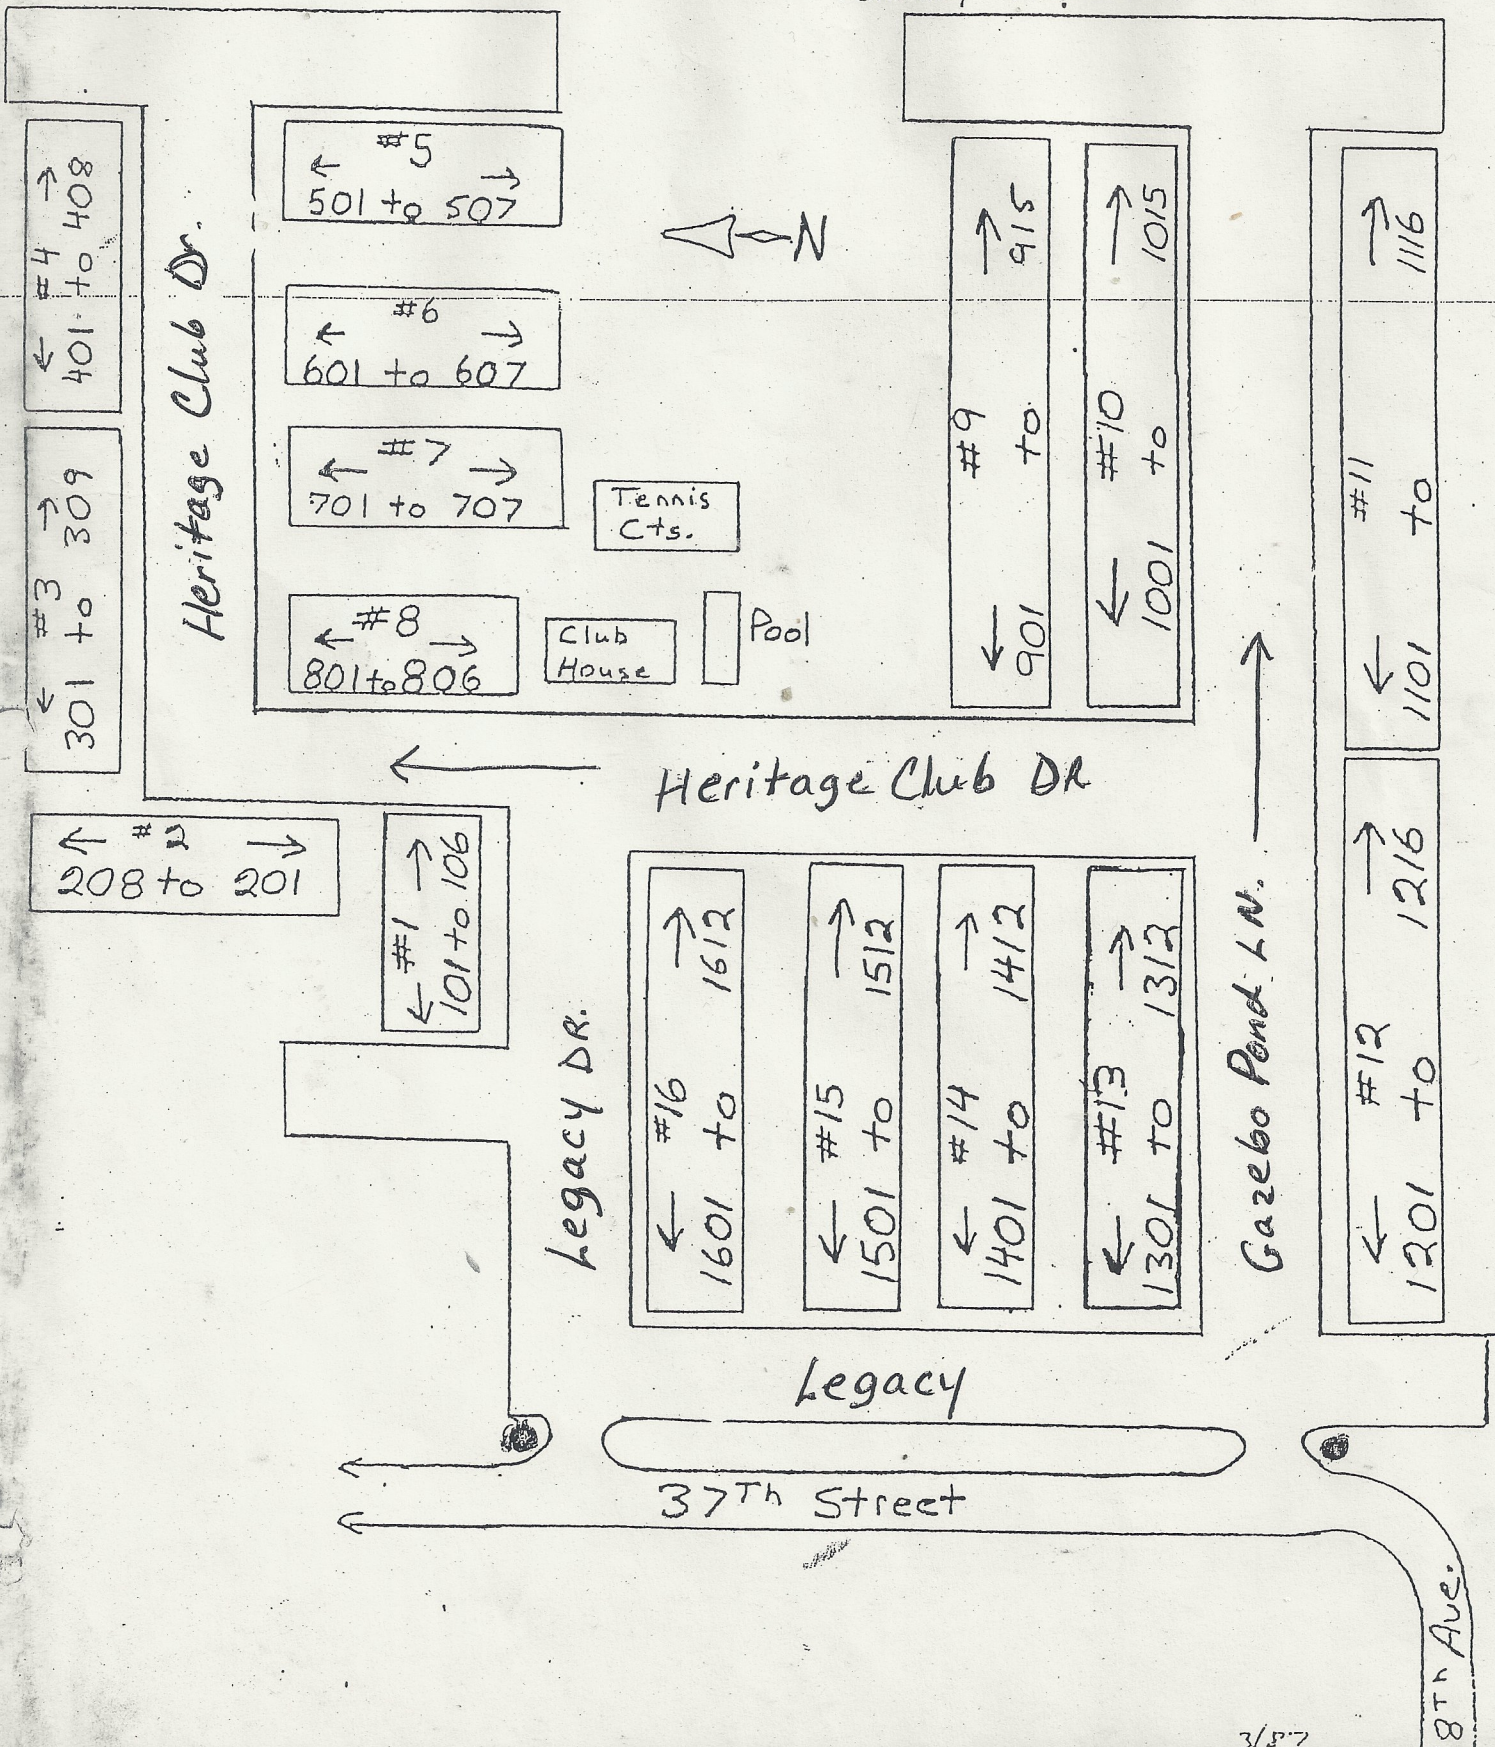 #5
501 to 507
#4
401 to 408
Heritage Club Dr.
N
#6
601 to 607
#7
701 to 707
Tennis
Cts.
#3
301 to 309
#8
801 to 806
Club
House
Pool
#9
901 to 915
#10
1001 to 1015
#11
1101 to 1116
Heritage Club DR
#2
208 to 201
#1
101 to 106
Legacy DR.
#16
1601 to 1612
#15
1501 to 1512
#14
1401 to 1412
#13
1301 to 1312
Gazebo Pond LN.
#12
1201 to 1216
Legacy
37Th Street
8Th Ave.